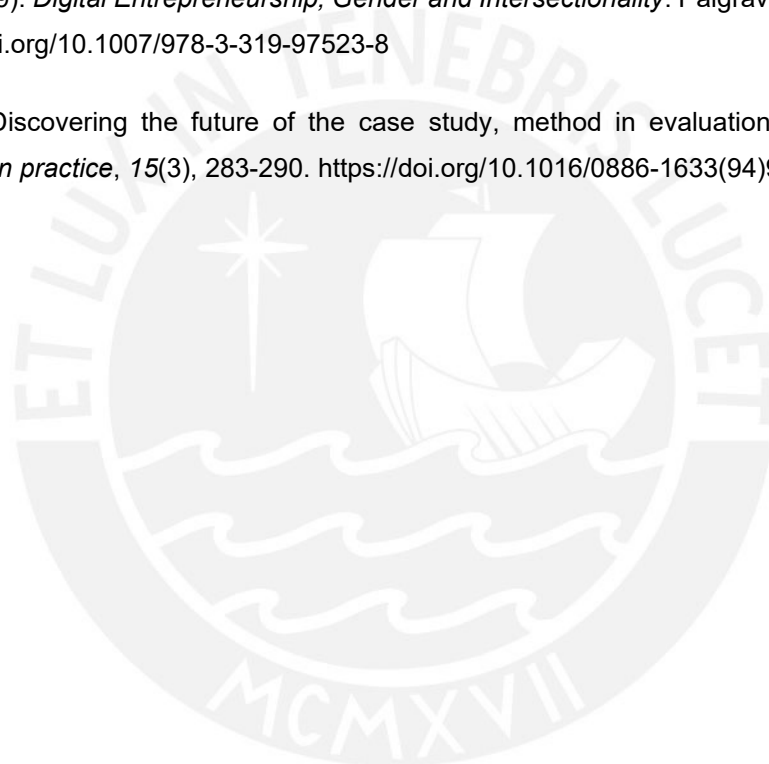 9). Digital Entrepreneurship, Gender and Intersectionality. Palgrav
i.org/10.1007/978-3-319-97523-8
Discovering the future of the case study, method in evaluation
n practice, 15(3), 283-290. https://doi.org/10.1016/0886-1633(94)9
ET LUX IN TENEBRIS LUCET
MCMXVII